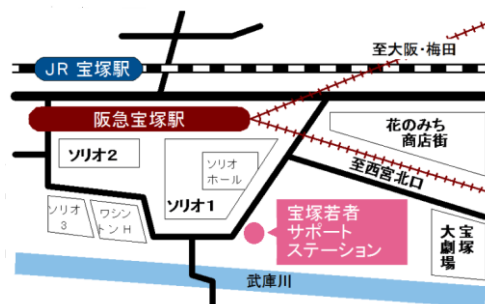 至大阪・梅田
JR 宝塚駅
阪急宝塚駅
花のみち
商店街
ソリオ2
ソリオ
ホール
至西宮北口
ソリオ1
ソリオ
3
ワシン
トンH
宝塚若者
サポート
ステーション
宝塚
大劇場
武庫川